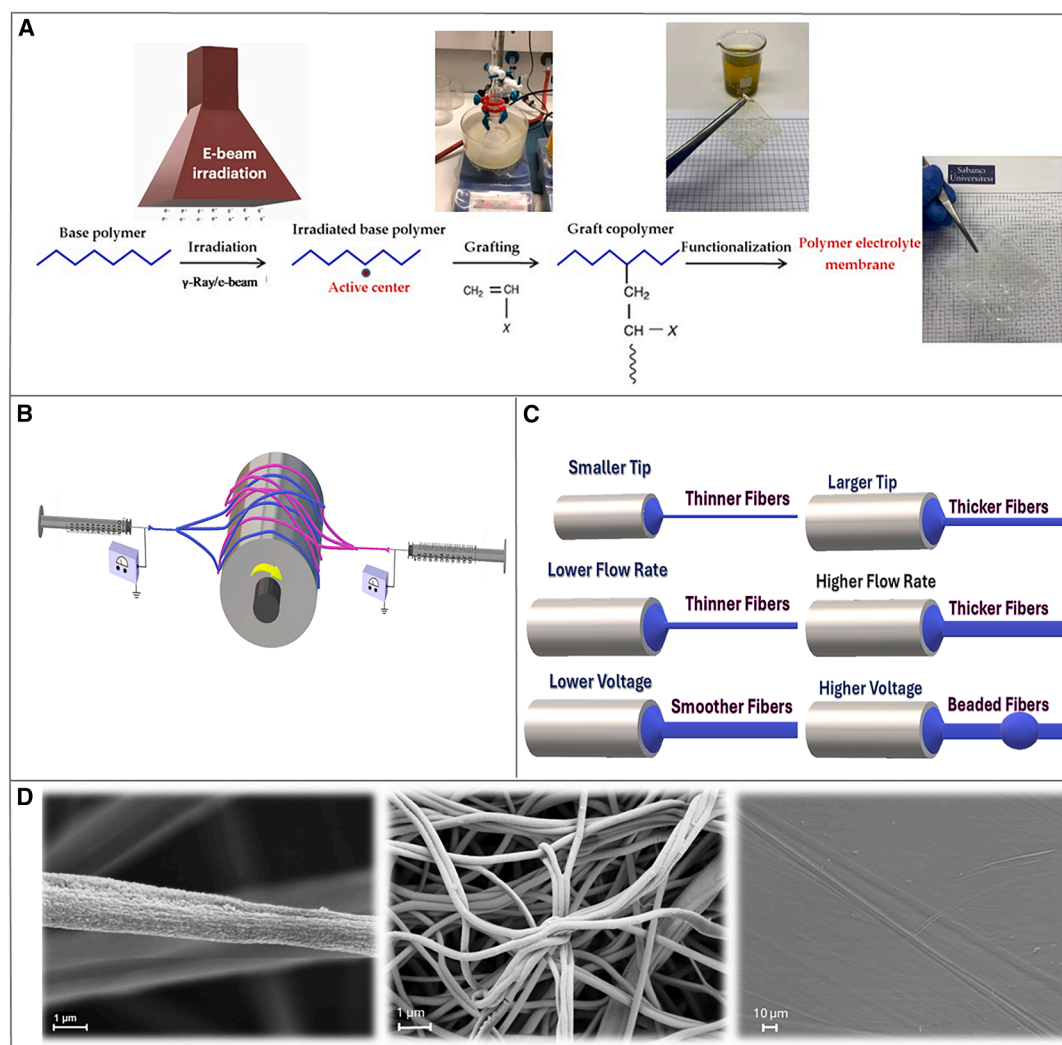 A
E-beam
irradiation
e⁻ e⁻ e⁻ e⁻ e⁻ e⁻ e⁻
e⁻ e⁻ e⁻ e⁻ e⁻ e⁻ e⁻
Sabancı
Üniversitesi
Base polymer
Irradiation
γ-Ray/e-beam
Irradiated base polymer
Active center
Grafting
CH₂ = CH
X
Graft copolymer
CH₂
CH — X
Functionalization
Polymer electrolyte
membrane
B
C
Smaller Tip
Thinner Fibers
Larger Tip
Thicker Fibers
Lower Flow Rate
Thinner Fibers
Higher Flow Rate
Thicker Fibers
Lower Voltage
Smoother Fibers
Higher Voltage
Beaded Fibers
D
1 µm
1 µm
10 µm